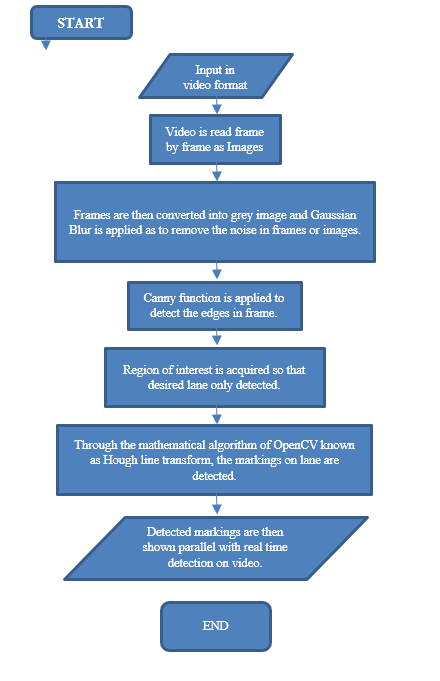 START
Input in
video format
Video is read frame
by frame as Images
Frames are then converted into grey image and Gaussian
Blur is applied as to remove the noise in frames or images.
Canny function is applied to
detect the edges in frame.
Region of interest is acquired so that
desired lane only detected.
Through the mathematical algorithm of OpenCV known
as Hough line transform, the markings on lane are
detected.
Detected markings are then
shown parallel with real time
detection on video.
END